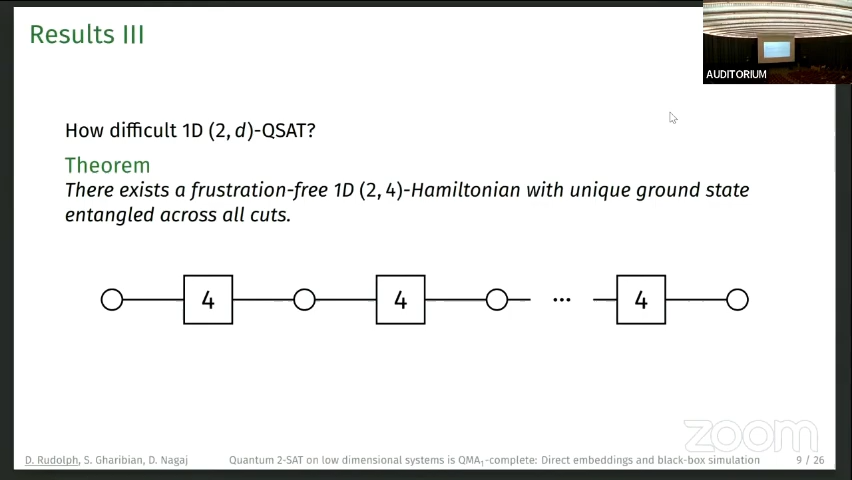 Results III
AUDITORIUM
How difficult 1D (2, d)-QSAT?
Theorem
There exists a frustration-free 1D (2, 4)-Hamiltonian with unique ground state
entangled across all cuts.
4 4 ... 4
zoom
D. Rudolph, S. Gharibian, D. Nagaj Quantum 2-SAT on low dimensional systems is QMA₁-complete: Direct embeddings and black-box simulation 9 / 26